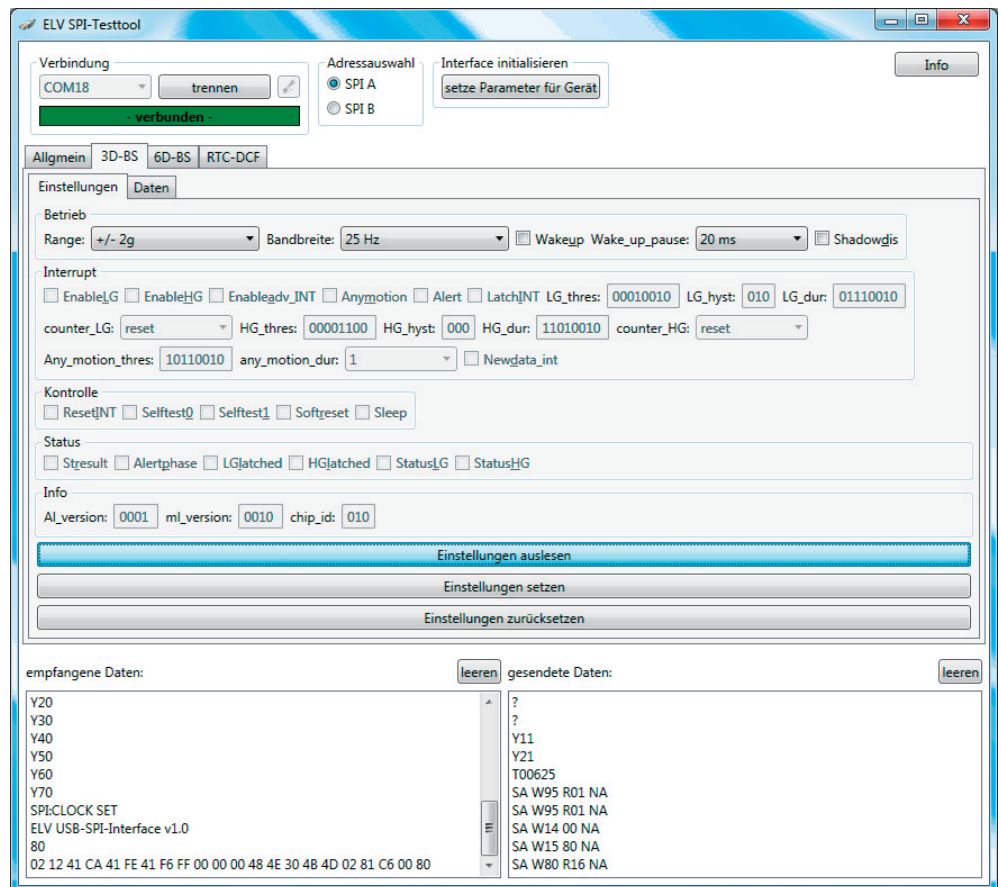 ELV SPI-Testtool
Verbindung Adressauswahl Interface initialisieren
Info
COM18 trennen SPI A setze Parameter für Gerät
- verbunden - SPI B
Allgmein 3D-BS 6D-BS RTC-DCF
Einstellungen Daten
Betrieb
Range: +/- 2g Bandbreite: 25 Hz Wakeup Wake_up_pause: 20 ms Shadowdis
Interrupt
EnableLG EnableHG Enableadv_INT Anymotion Alert LatchINT LG_thres: 00010010 LG_hyst: 010 LG_dur: 01110010
counter_LG: reset HG_thres: 00001100 HG_hyst: 000 HG_dur: 11010010 counter_HG: reset
Any_motion_thres: 10110010 any_motion_dur: 1 Newdata_int
Kontrolle
ResetINT Selftest0 Selftest1 Softreset Sleep
Status
Stresult Alertphase LGlatched HGlatched StatusLG StatusHG
Info
Al_version: 0001 ml_version: 0010 chip_id: 010
Einstellungen auslesen
Einstellungen setzen
Einstellungen zurücksetzen
empfangene Daten: leeren
Y20
Y30
Y40
Y50
Y60
Y70
SPI:CLOCK SET
ELV USB-SPI-Interface v1.0
80
02 12 41 CA 41 FE 41 F6 FF 00 00 00 48 4E 30 4B 4D 02 81 C6 00 80
gesendete Daten: leeren
?
?
Y11
Y21
T00625
SA W95 R01 NA
SA W95 R01 NA
SA W14 00 NA
SA W15 80 NA
SA W80 R16 NA